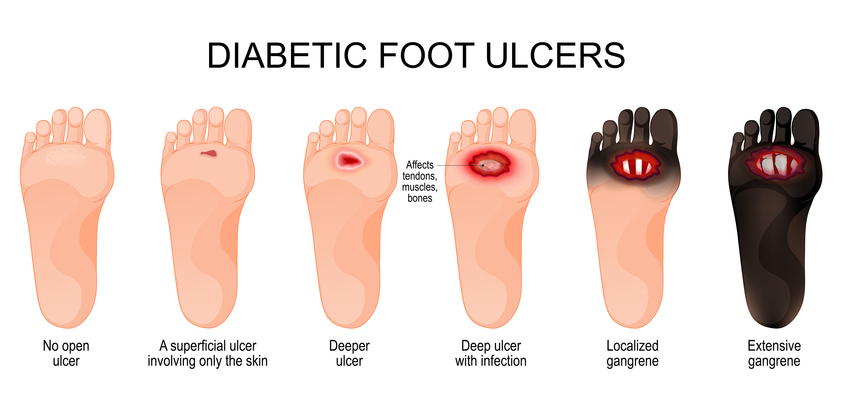 DIABETIC FOOT ULCERS
Affects
tendons,
muscles,
bones
No open
ulcer
A superficial ulcer
involving only the skin
Deeper
ulcer
Deep ulcer
with infection
Localized
gangrene
Extensive
gangrene